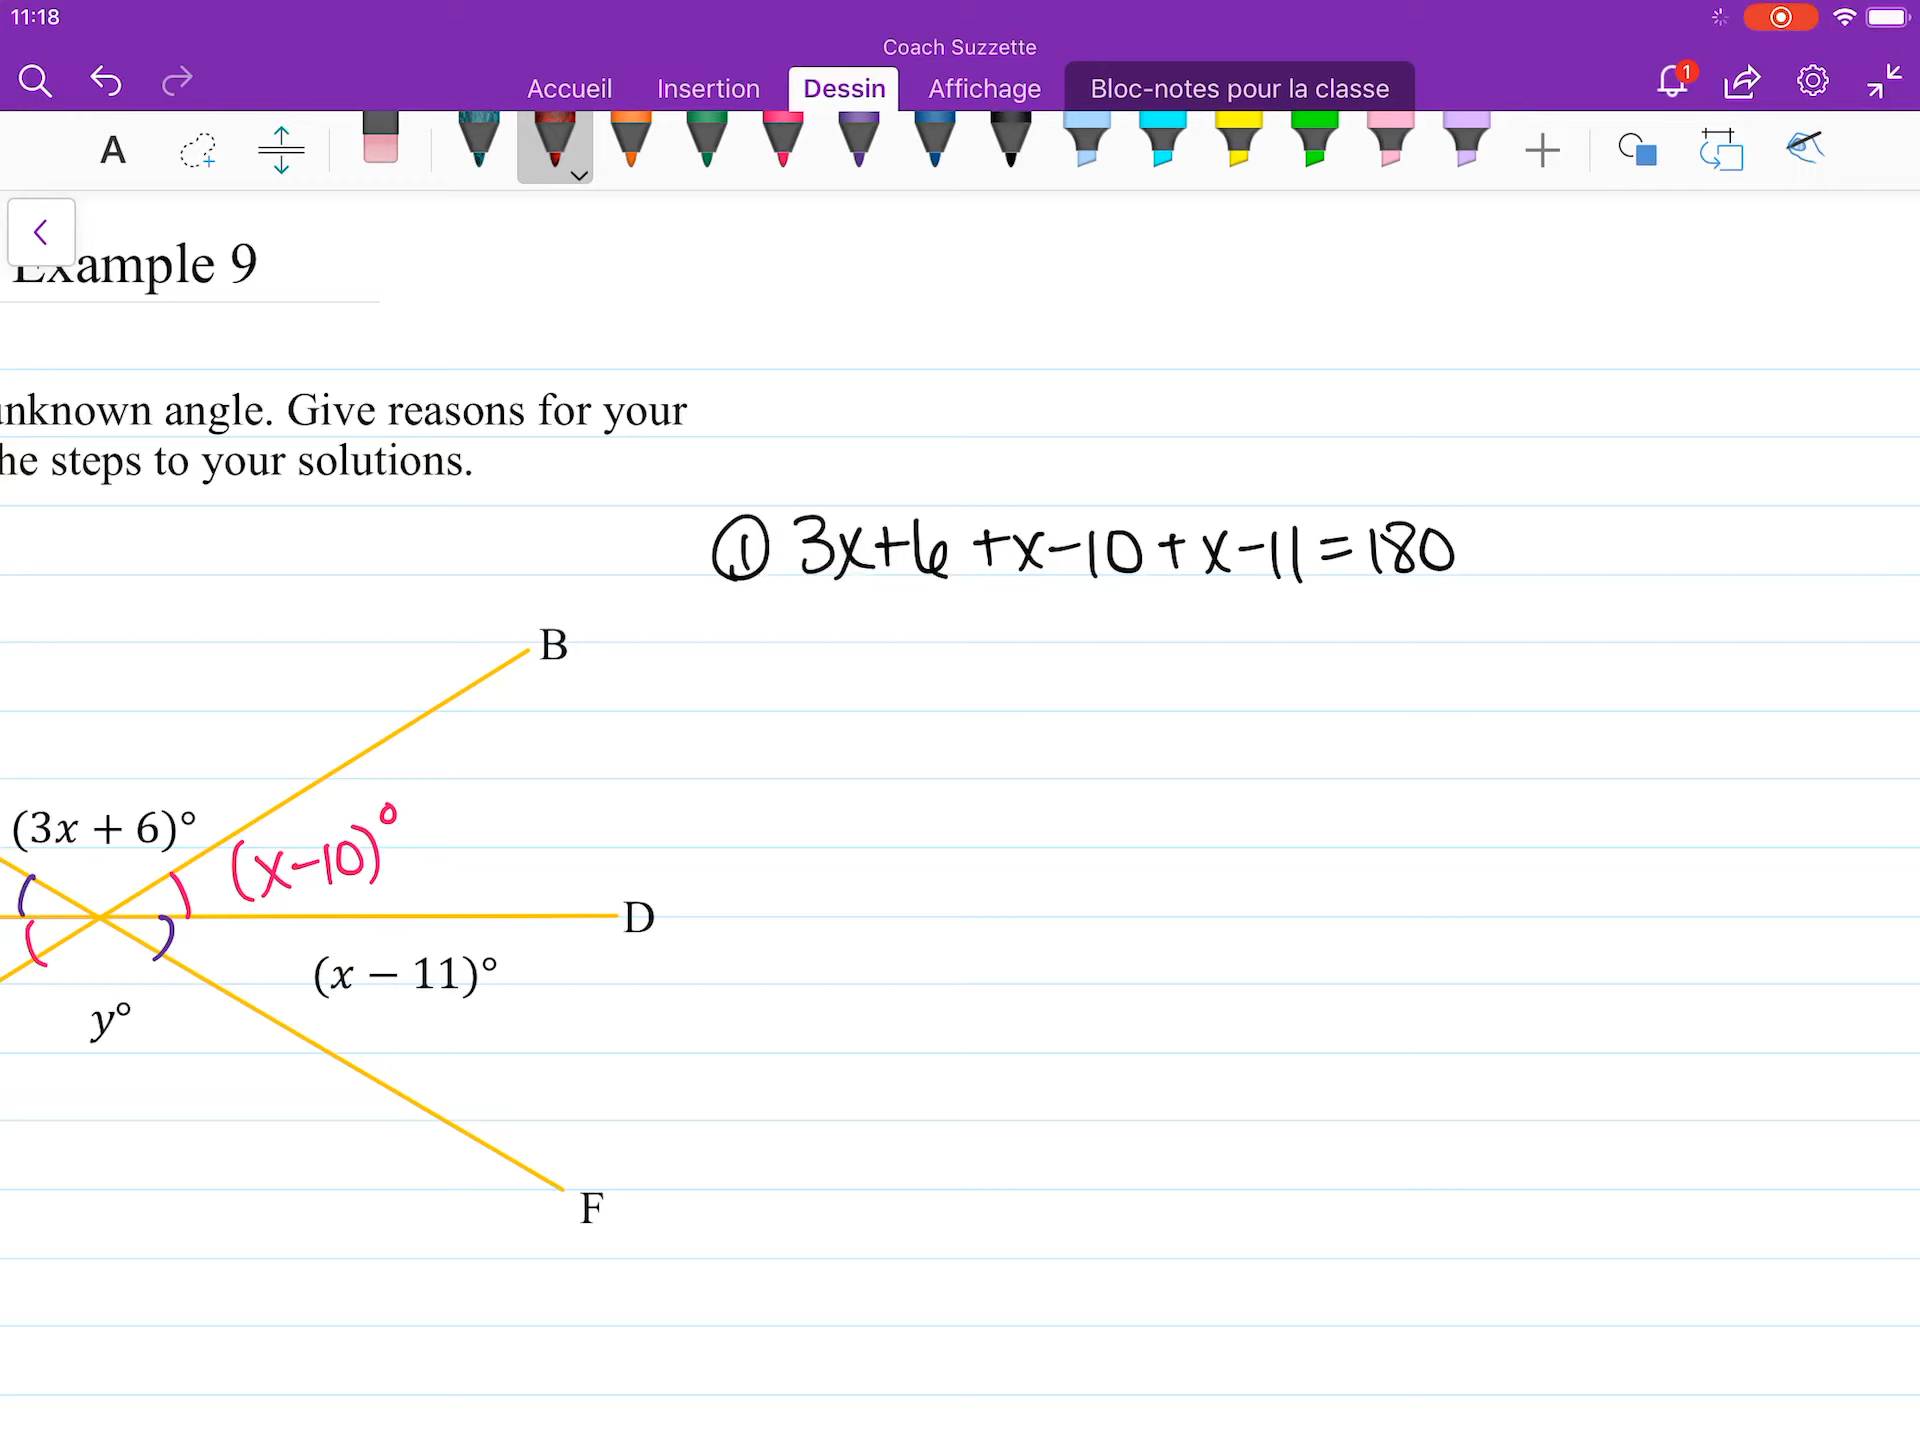 11:18
Coach Suzzette
Accueil Insertion Dessin Affichage Bloc-notes pour la classe
1
A
Example 9
unknown angle. Give reasons for your
he steps to your solutions.
① 3x+6 +x-10+x-11=180
B
(3x + 6)°
(x-10)°
D
(x − 11)°
y°
F